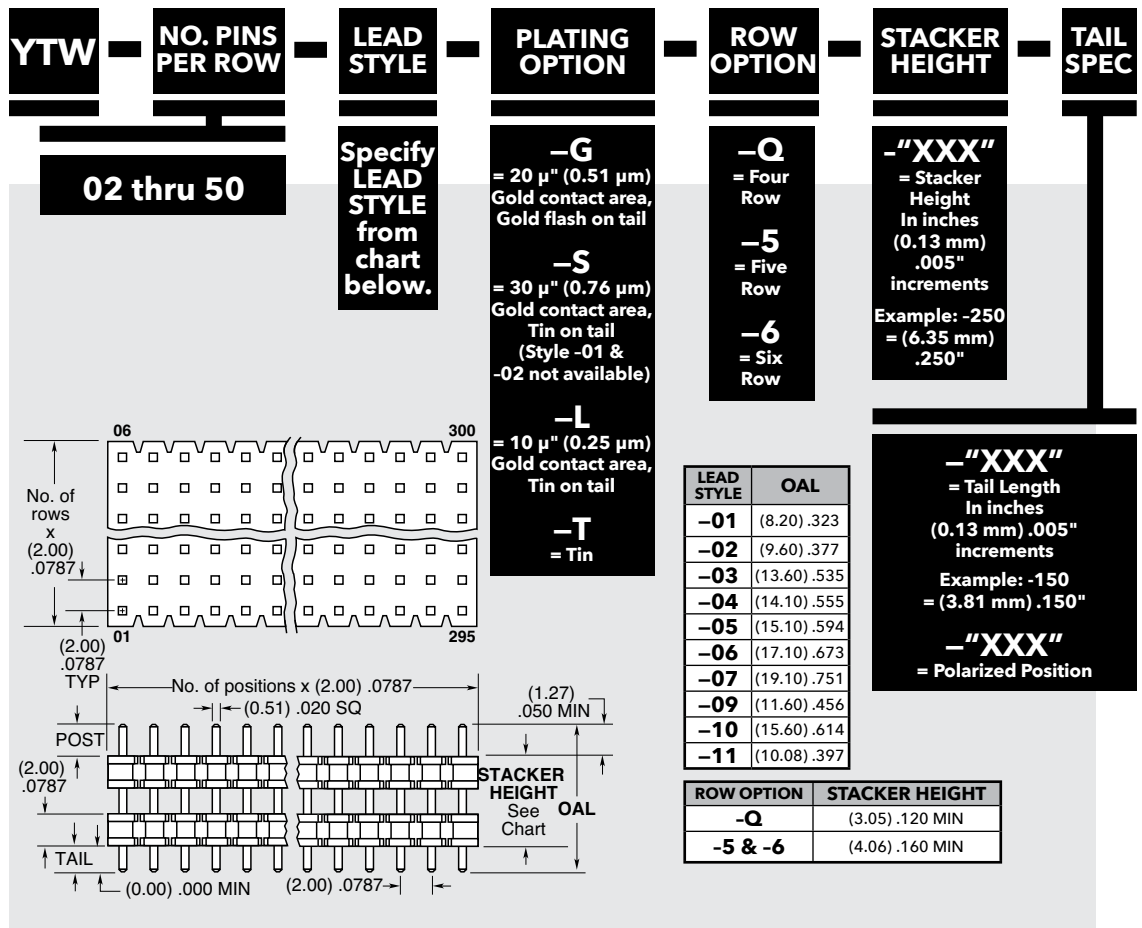 YTW
NO. PINS
PER ROW
LEAD
STYLE
PLATING
OPTION
ROW
OPTION
STACKER
HEIGHT
TAIL
SPEC
02 thru 50
Specify
LEAD
STYLE
from
chart
below.
–G
= 20 µ" (0.51 µm)
Gold contact area,
Gold flash on tail
–S
= 30 µ" (0.76 µm)
Gold contact area,
Tin on tail
(Style –01 &
–02 not available)
–L
= 10 µ" (0.25 µm)
Gold contact area,
Tin on tail
–T
= Tin
–Q
= Four
Row
–5
= Five
Row
–6
= Six
Row
–"XXX"
= Stacker
Height
In inches
(0.13 mm)
.005"
increments
Example: –250
= (6.35 mm)
.250"
–"XXX"
= Tail Length
In inches
(0.13 mm) .005"
increments
Example: -150
= (3.81 mm) .150"
–"XXX"
= Polarized Position
06
300
No. of
rows
x
(2.00)
.0787
01
295
(2.00)
.0787
TYP
No. of positions x (2.00) .0787
(0.51) .020 SQ
(1.27)
.050 MIN
POST
(2.00)
.0787
STACKER
HEIGHT
See
Chart
OAL
TAIL
(0.00) .000 MIN
(2.00) .0787
LEAD
STYLE
OAL
–01 (8.20) .323
–02 (9.60) .377
–03 (13.60) .535
–04 (14.10) .555
–05 (15.10) .594
–06 (17.10) .673
–07 (19.10) .751
–09 (11.60) .456
–10 (15.60) .614
–11 (10.08) .397
ROW OPTION STACKER HEIGHT
-Q (3.05) .120 MIN
-5 & -6 (4.06) .160 MIN